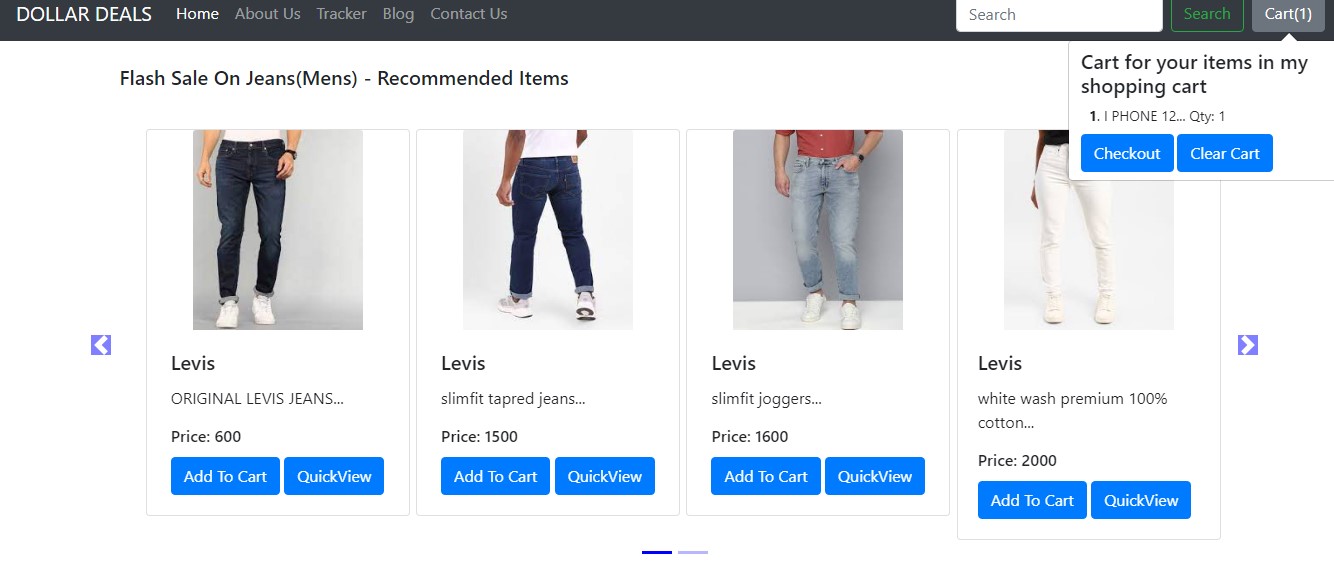 DOLLAR DEALS Home About Us Tracker Blog Contact Us Search Search Cart(1)
Flash Sale On Jeans(Mens) - Recommended Items
Cart for your items in my
shopping cart
1. I PHONE 12... Qty: 1
Checkout Clear Cart
Levis
ORIGINAL LEVIS JEANS...
Price: 600
Add To Cart QuickView
Levis
slimfit tapred jeans...
Price: 1500
Add To Cart QuickView
Levis
slimfit joggers...
Price: 1600
Add To Cart QuickView
Levis
white wash premium 100%
cotton...
Price: 2000
Add To Cart QuickView